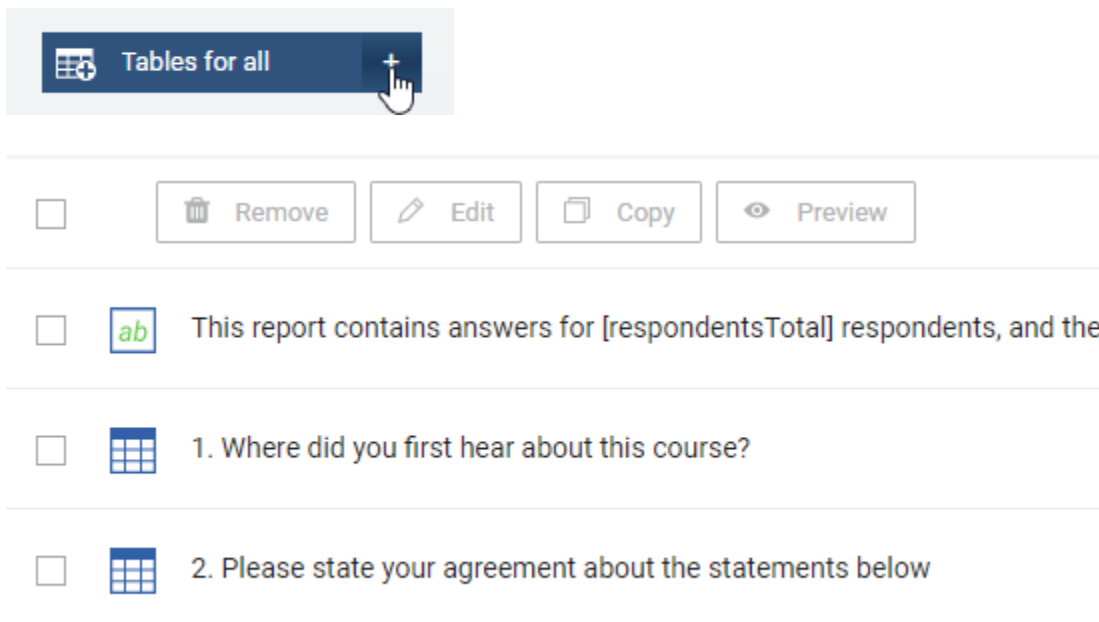 Tables for all +
Remove Edit Copy Preview
ab This report contains answers for [respondentsTotal] respondents, and the
1. Where did you first hear about this course?
2. Please state your agreement about the statements below